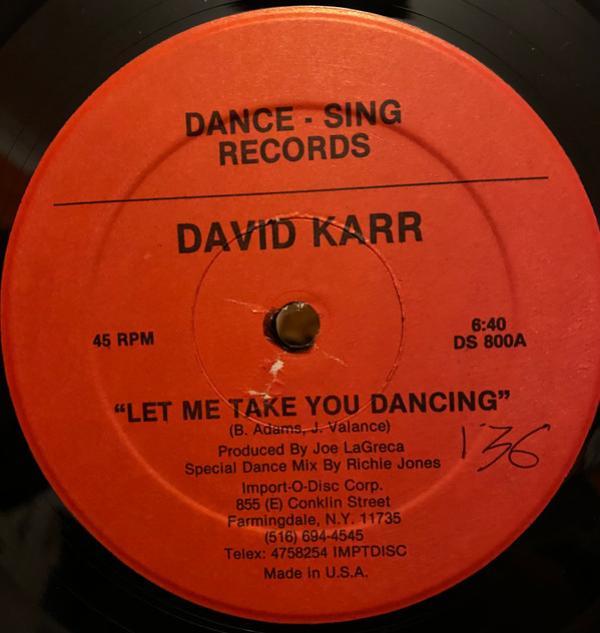 DANCE - SING
RECORDS
DAVID KARR
45 RPM
6:40
DS 800A
"LET ME TAKE YOU DANCING"
(B. Adams, J. Valance)
Produced By Joe LaGreca
Special Dance Mix By Richie Jones
Import-O-Disc Corp.
855 (E) Conklin Street
Farmingdale, N.Y. 11735
(516) 694-4545
Telex: 4758254 IMPTDISC
Made in U.S.A.
136